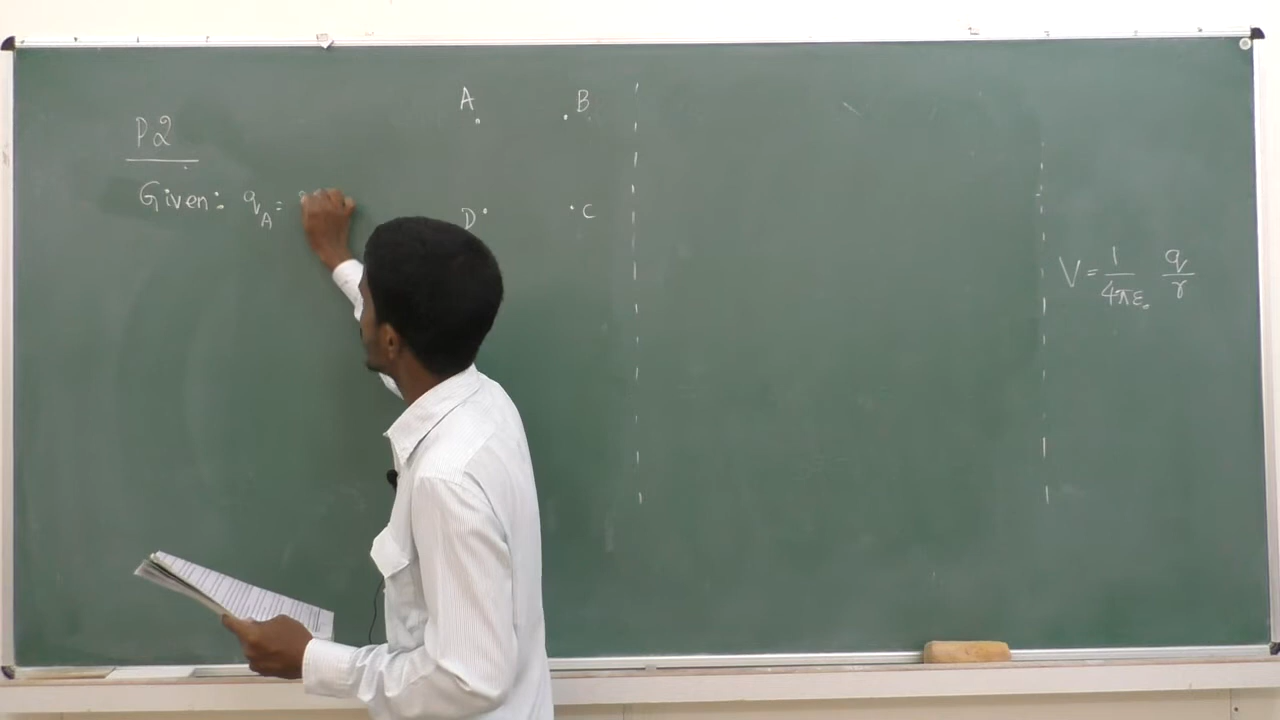 P2
Given: q_A =
A B
D C
V = 1/4πε₀ q/r